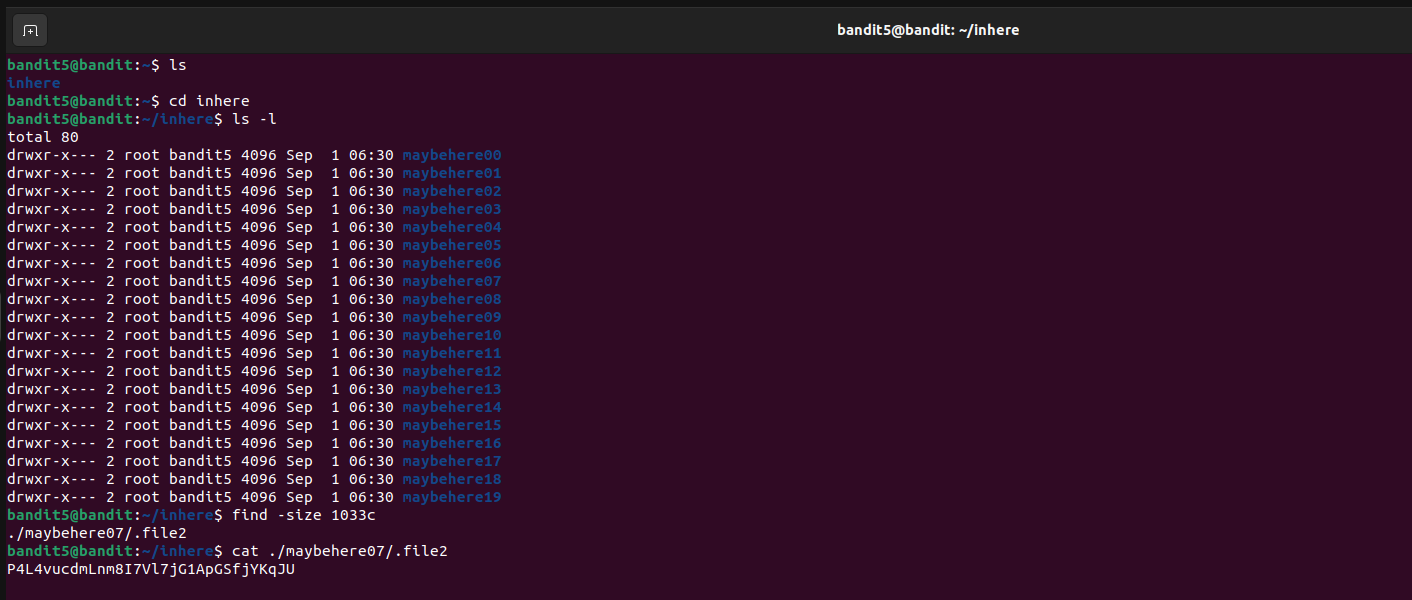 bandit5@bandit: ~/inhere
bandit5@bandit:~$ ls
inhere
bandit5@bandit:~$ cd inhere
bandit5@bandit:~/inhere$ ls -l
total 80
drwxr-x--- 2 root bandit5 4096 Sep  1 06:30 maybehere00
drwxr-x--- 2 root bandit5 4096 Sep  1 06:30 maybehere01
drwxr-x--- 2 root bandit5 4096 Sep  1 06:30 maybehere02
drwxr-x--- 2 root bandit5 4096 Sep  1 06:30 maybehere03
drwxr-x--- 2 root bandit5 4096 Sep  1 06:30 maybehere04
drwxr-x--- 2 root bandit5 4096 Sep  1 06:30 maybehere05
drwxr-x--- 2 root bandit5 4096 Sep  1 06:30 maybehere06
drwxr-x--- 2 root bandit5 4096 Sep  1 06:30 maybehere07
drwxr-x--- 2 root bandit5 4096 Sep  1 06:30 maybehere08
drwxr-x--- 2 root bandit5 4096 Sep  1 06:30 maybehere09
drwxr-x--- 2 root bandit5 4096 Sep  1 06:30 maybehere10
drwxr-x--- 2 root bandit5 4096 Sep  1 06:30 maybehere11
drwxr-x--- 2 root bandit5 4096 Sep  1 06:30 maybehere12
drwxr-x--- 2 root bandit5 4096 Sep  1 06:30 maybehere13
drwxr-x--- 2 root bandit5 4096 Sep  1 06:30 maybehere14
drwxr-x--- 2 root bandit5 4096 Sep  1 06:30 maybehere15
drwxr-x--- 2 root bandit5 4096 Sep  1 06:30 maybehere16
drwxr-x--- 2 root bandit5 4096 Sep  1 06:30 maybehere17
drwxr-x--- 2 root bandit5 4096 Sep  1 06:30 maybehere18
drwxr-x--- 2 root bandit5 4096 Sep  1 06:30 maybehere19
bandit5@bandit:~/inhere$ find -size 1033c
./maybehere07/.file2
bandit5@bandit:~/inhere$ cat ./maybehere07/.file2
P4L4vucdmLnm8I7Vl7jG1ApGSfjYKqJU